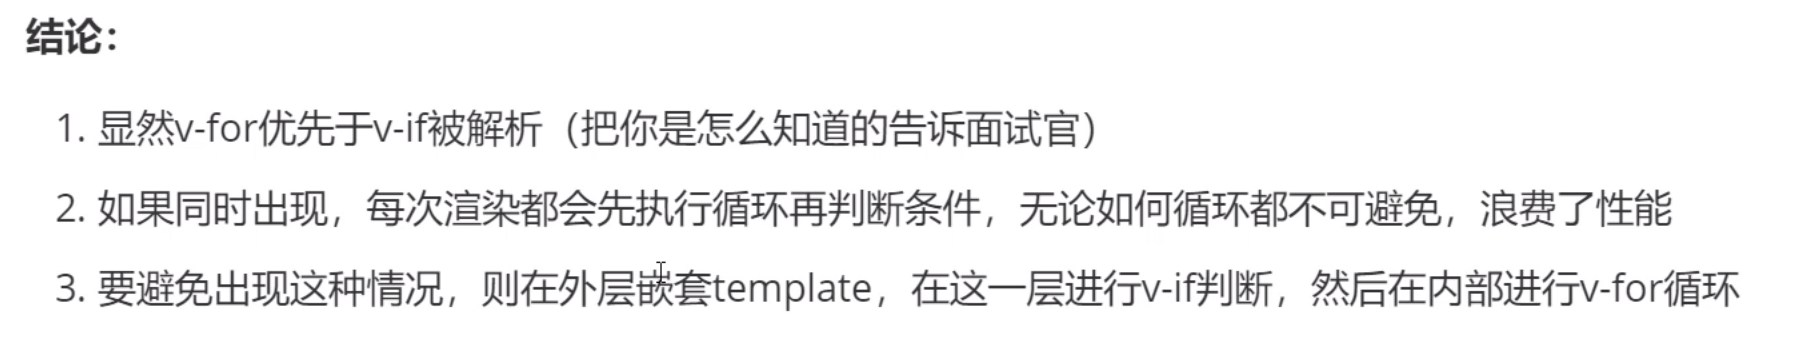 结论：
1. 显然v-for优先于v-if被解析（把你是怎么知道的告诉面试官）
2. 如果同时出现，每次渲染都会先执行循环再判断条件，无论如何循环都不可避免，浪费了性能
3. 要避免出现这种情况，则在外层嵌套template，在这一层进行v-if判断，然后在内部进行v-for循环